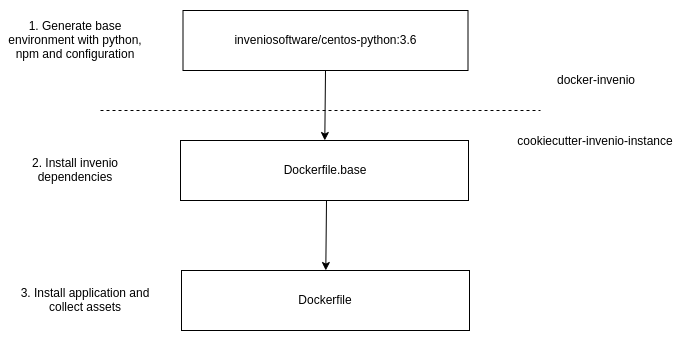 1. Generate base
environment with python,
npm and configuration
inveniosoftware/centos-python:3.6
docker-invenio
cookiecutter-invenio-instance
2. Install invenio
dependencies
Dockerfile.base
3. Install application and
collect assets
Dockerfile